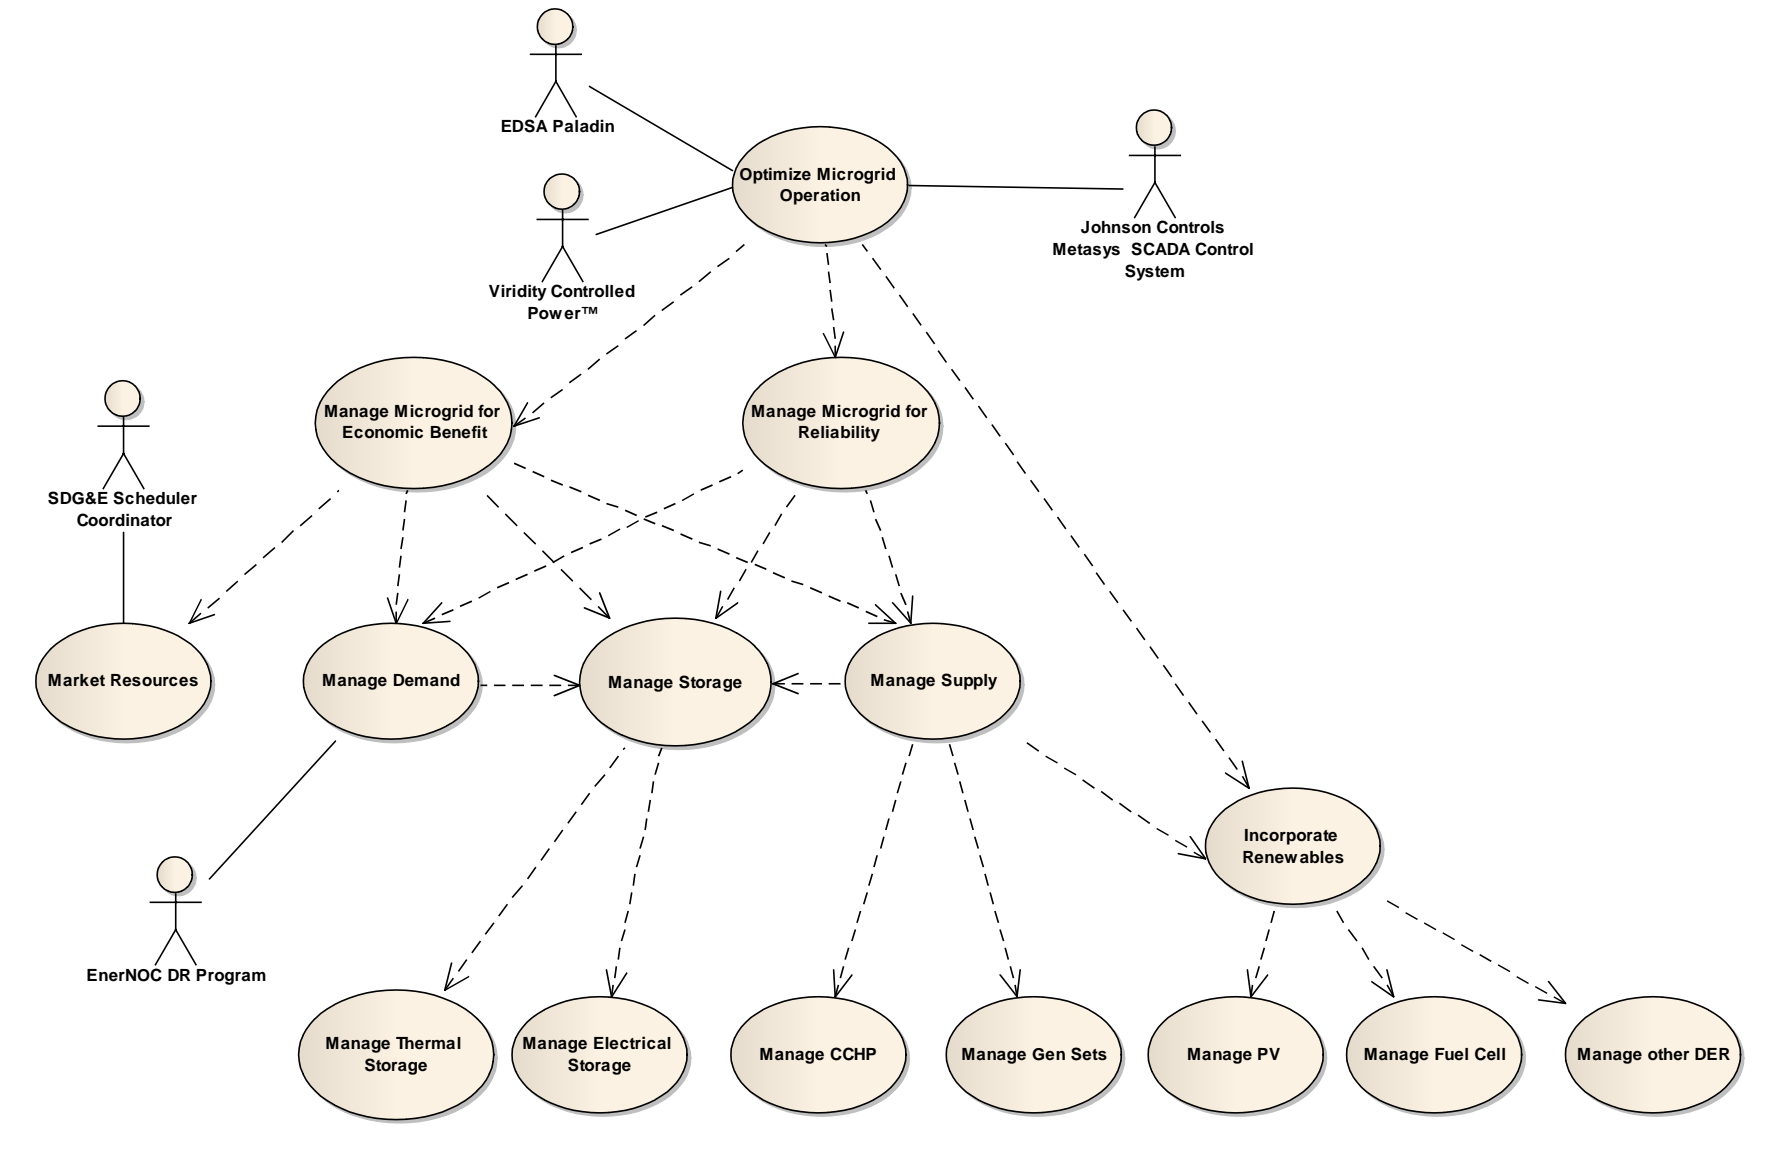 EDSA Paladin
Optimize Microgrid
Operation
Viridity Controlled
Power™
Johnson Controls
Metasys  SCADA Control
System
Manage Microgrid for
Economic Benefit
Manage Microgrid for
Reliability
SDG&E Scheduler
Coordinator
Market Resources
Manage Demand
Manage Storage
Manage Supply
Incorporate
Renewables
EnerNOC DR Program
Manage Thermal
Storage
Manage Electrical
Storage
Manage CCHP
Manage Gen Sets
Manage PV
Manage Fuel Cell
Manage other DER